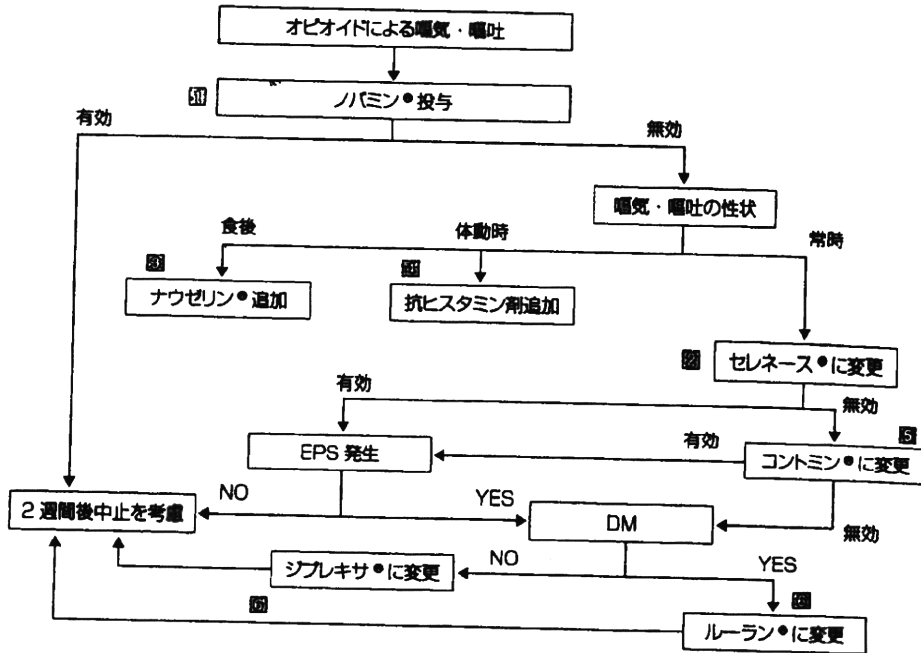 オピオイドによる嘔気・嘔吐
ノバミン●投与
有効
無効
嘔気・嘔吐の性状
食後
体動時
常時
ナウゼリン●追加
抗ヒスタミン剤追加
セレネース●に変更
有効
無効
EPS 発生
有効
コントミン●に変更
NO
YES
無効
2 週間後中止を考慮
DM
ジプレキサ●に変更
NO
YES
ルーラン●に変更